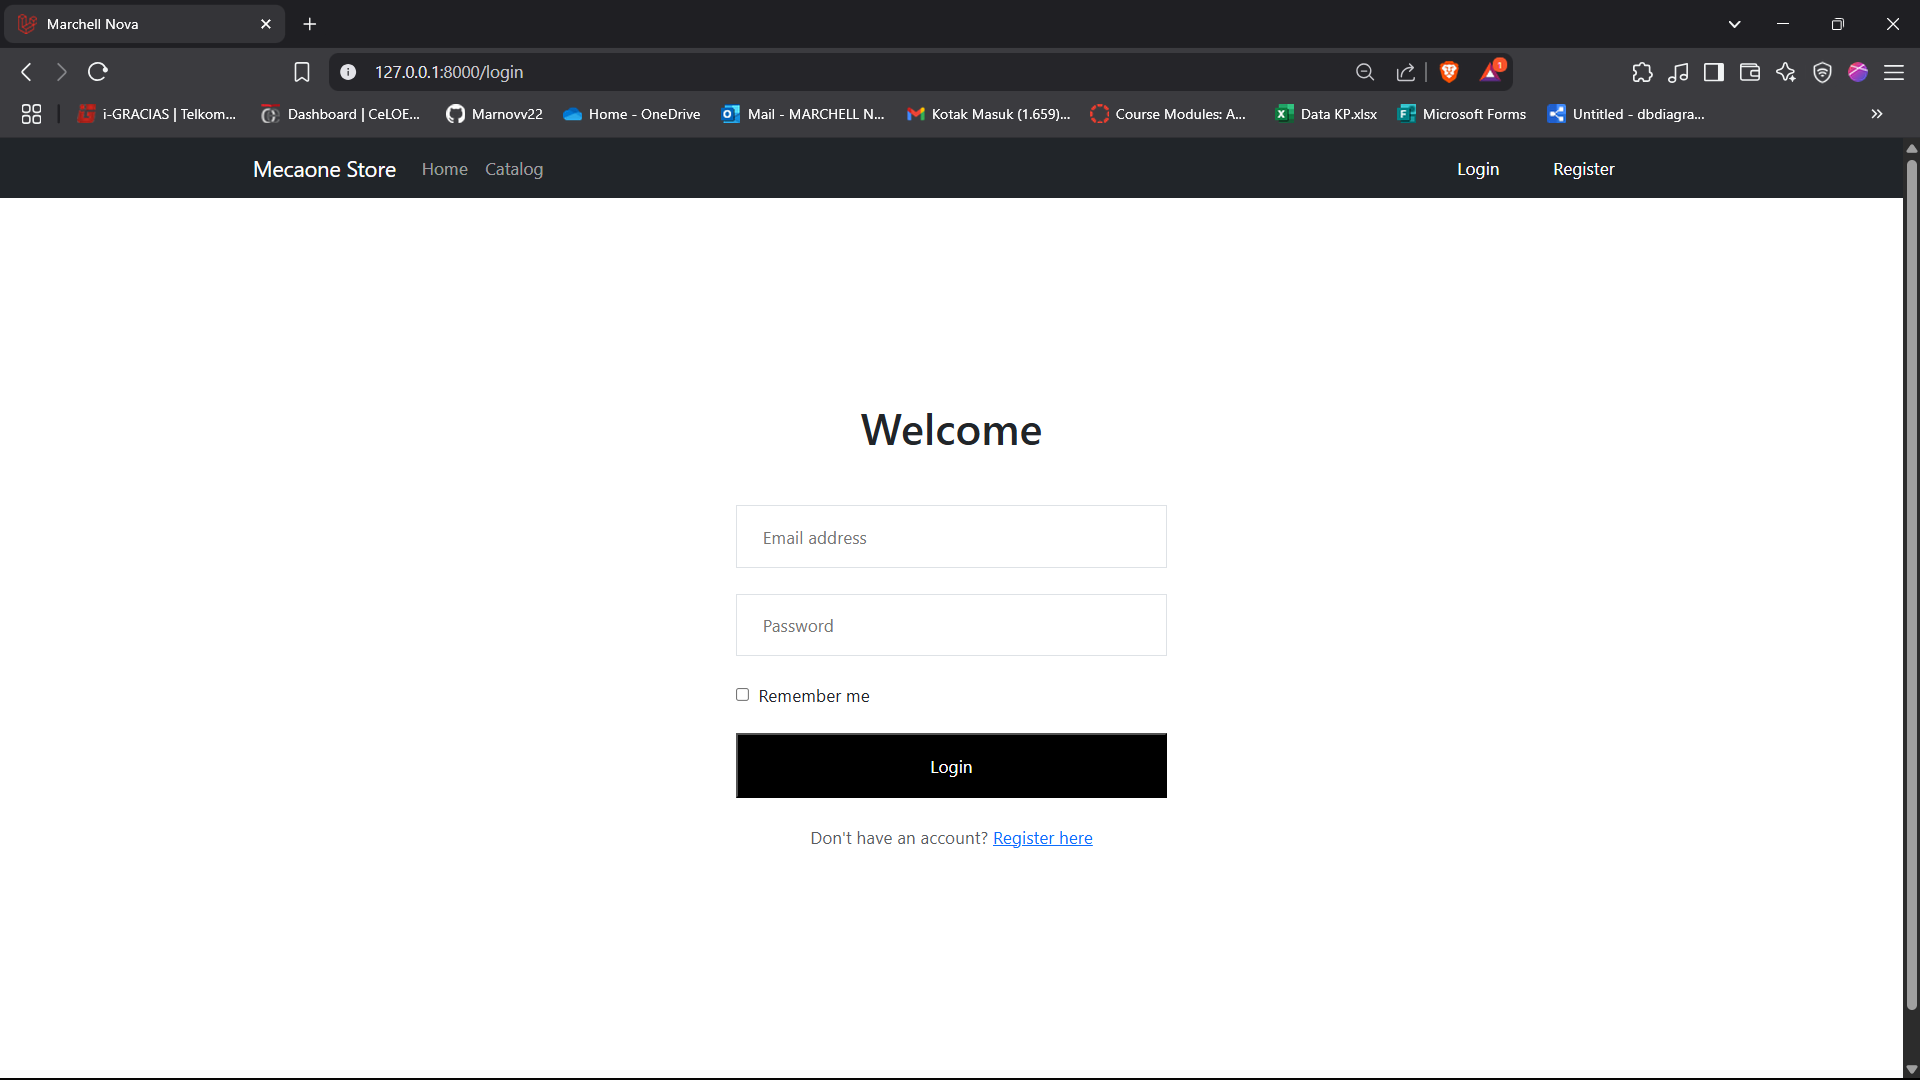 Marchell Nova
127.0.0.1:8000/login
1
i-GRACIAS | Telkom... Dashboard | CeLOE... Marnovv22 Home - OneDrive Mail - MARCHELL N... Kotak Masuk (1.659)... Course Modules: A... Data KP.xlsx Microsoft Forms Untitled - dbdiagra...
Mecaone Store Home Catalog Login Register
Welcome
Email address
Password
Remember me
Login
Don't have an account? Register here